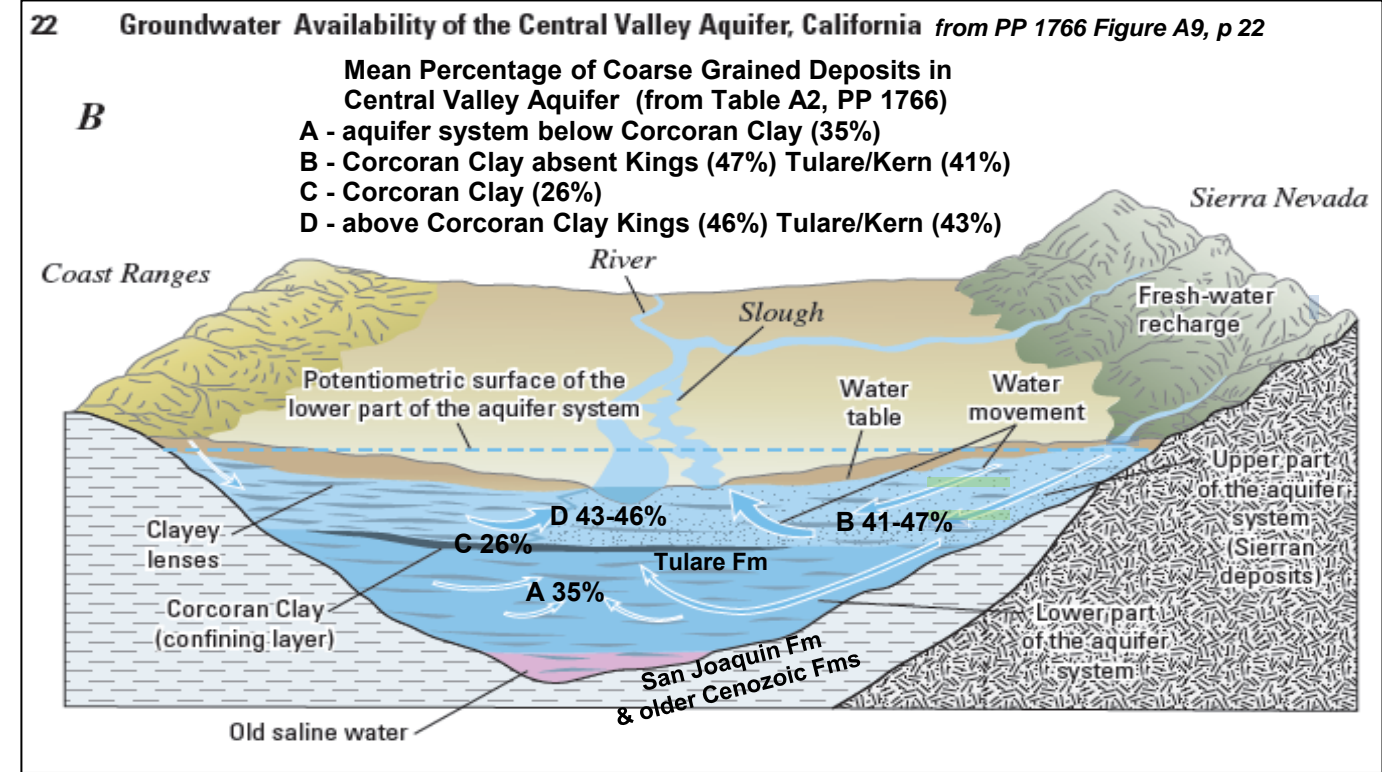 22 Groundwater Availability of the Central Valley Aquifer, California from PP 1766 Figure A9, p 22
Mean Percentage of Coarse Grained Deposits in
Central Valley Aquifer (from Table A2, PP 1766)
B
A - aquifer system below Corcoran Clay (35%)
B - Corcoran Clay absent Kings (47%) Tulare/Kern (41%)
C - Corcoran Clay (26%)
D - above Corcoran Clay Kings (46%) Tulare/Kern (43%)
Sierra Nevada
Coast Ranges
River
Slough
Fresh-water
recharge
Potentiometric surface of the
lower part of the aquifer system
Water
table
Water
movement
Upper part
of the aquifer
system
(Sierran
deposits)
Clayey
lenses
D 43-46%
B 41-47%
C 26%
Tulare Fm
A 35%
Corcoran Clay
(confining layer)
Lower part
of the aquifer
system
San Joaquin Fm
& older Cenozoic Fms
Old saline water